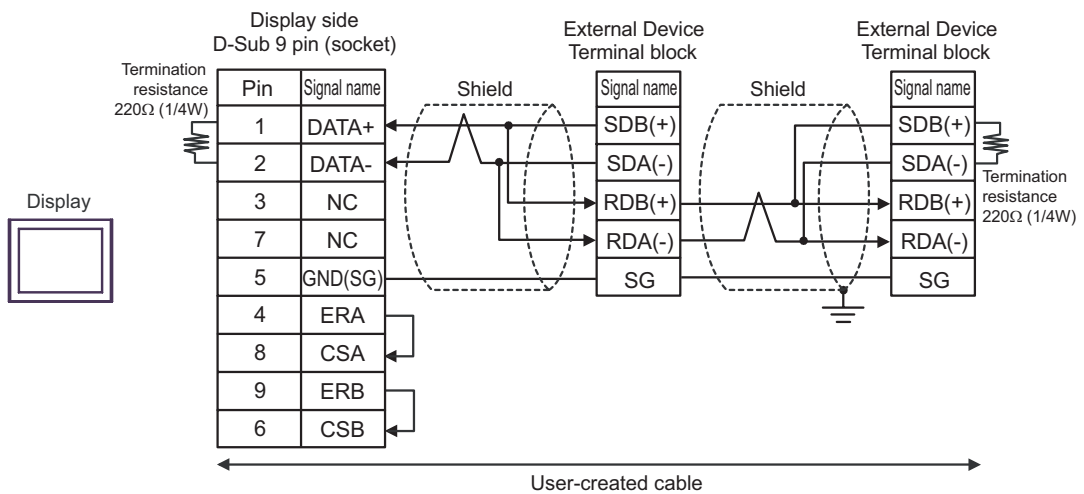 Display side
D-Sub 9 pin (socket)
External Device
Terminal block
External Device
Terminal block
Termination
resistance
220Ω (1/4W)
Pin
Signal name
Shield
Signal name
Shield
Signal name
1
DATA+
SDB(+)
SDB(+)
2
DATA-
SDA(-)
SDA(-)
Termination
resistance
220Ω (1/4W)
Display
3
NC
RDB(+)
RDB(+)
7
NC
RDA(-)
RDA(-)
5
GND(SG)
SG
SG
4
ERA
8
CSA
9
ERB
6
CSB
User-created cable